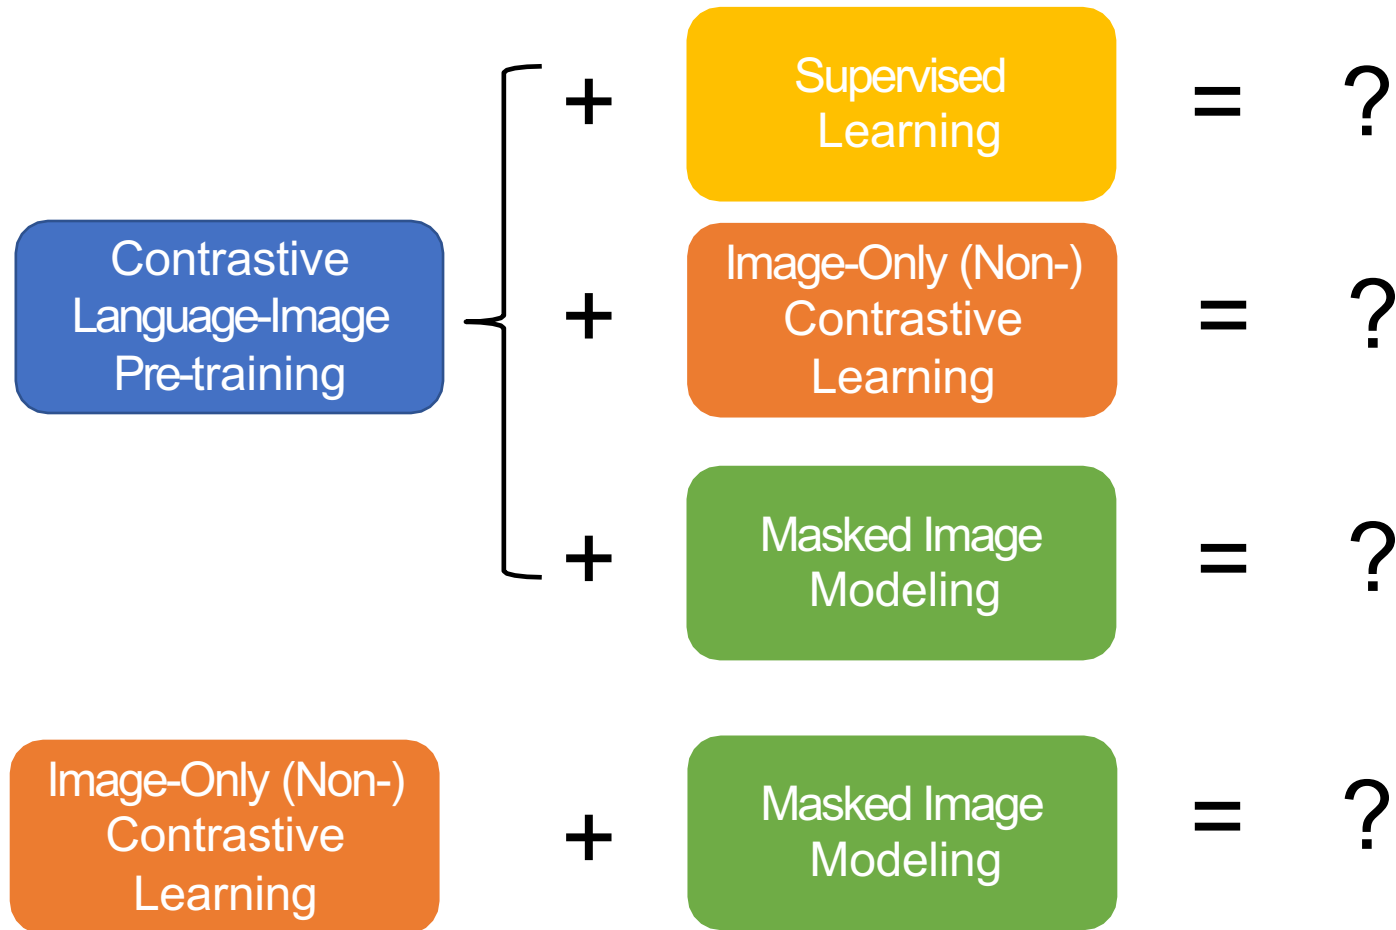 +
Supervised
Learning
=
?
Contrastive
Language-Image
Pre-training
+
Image-Only (Non-)
Contrastive
Learning
=
?
+
Masked Image
Modeling
=
?
Image-Only (Non-)
Contrastive
Learning
+
Masked Image
Modeling
=
?